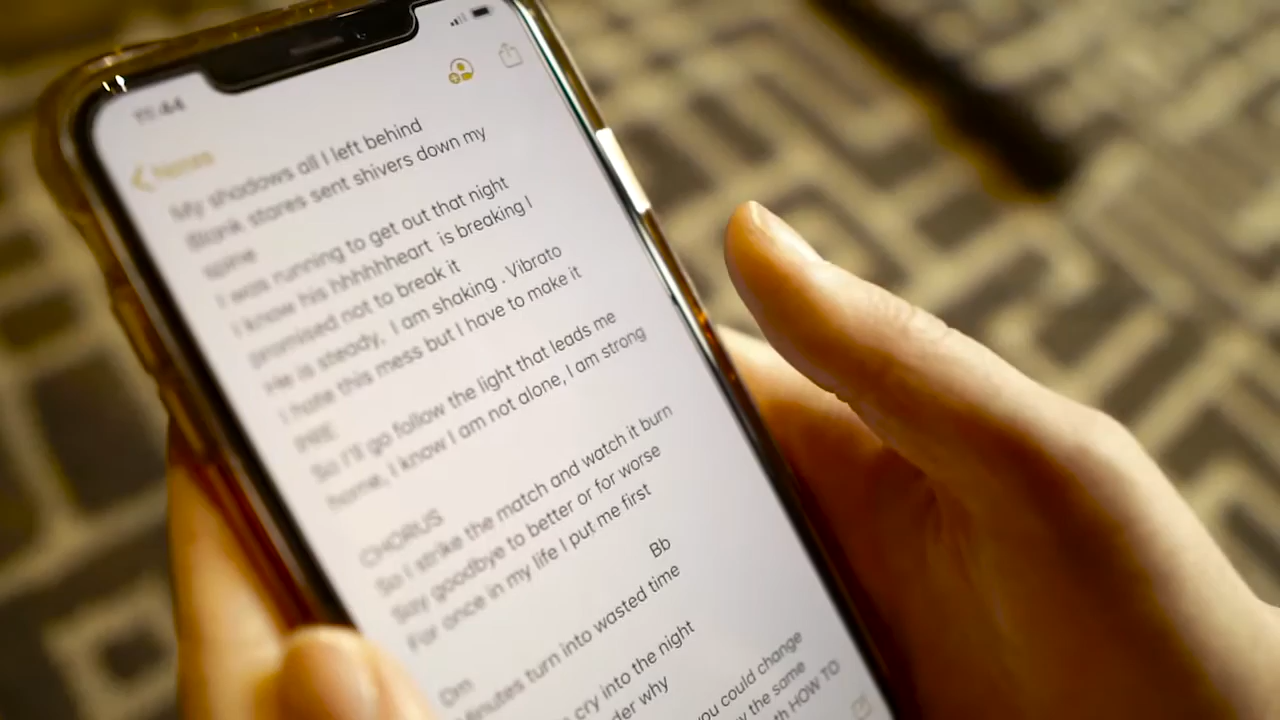 11:44
Notes
My shadows all I left behind
Blank stares sent shivers down my
spine
I was running to get out that night
I know his hhhhheart is breaking I
promised not to break it
He is steady, I am shaking . Vibrato
I hate this mess but I have to make it
PRE
So I'll go follow the light that leads me
home, I know I am not alone, I am strong
CHORUS
So I strike the match and watch it burn
Say goodbye to better or for worse
For once in my life I put me first
Bb
Dm
minutes turn into wasted time
cry into the night
der why
you could change
y the same
th HOW TO